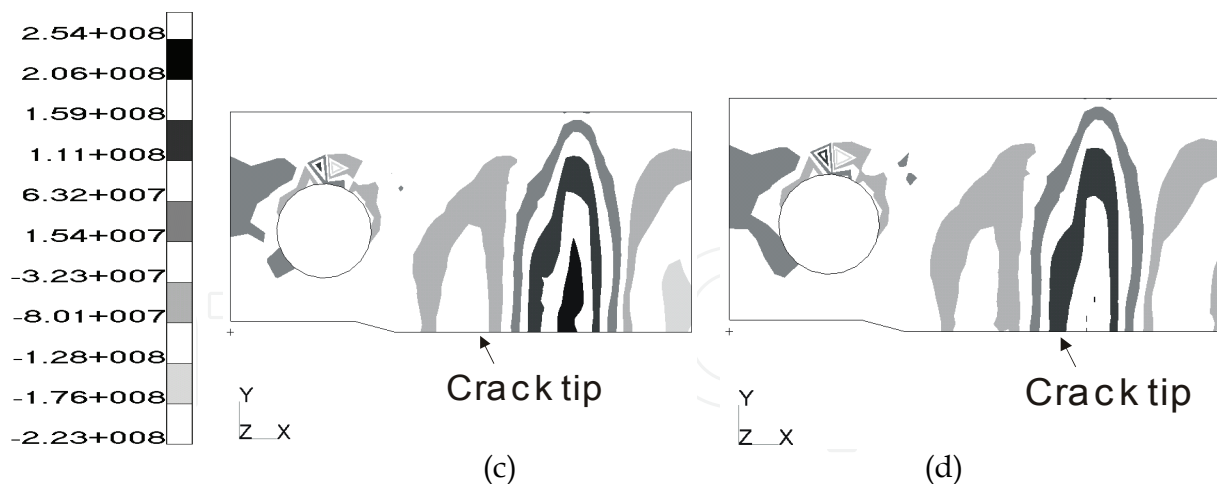 2.54+008
2.06+008
1.59+008
1.11+008
6.32+007
1.54+007
-3.23+007
-8.01+007
-1.28+008
-1.76+008
-2.23+008
Crack tip
Y
Z X
(c)
Crack tip
Y
Z X
(d)